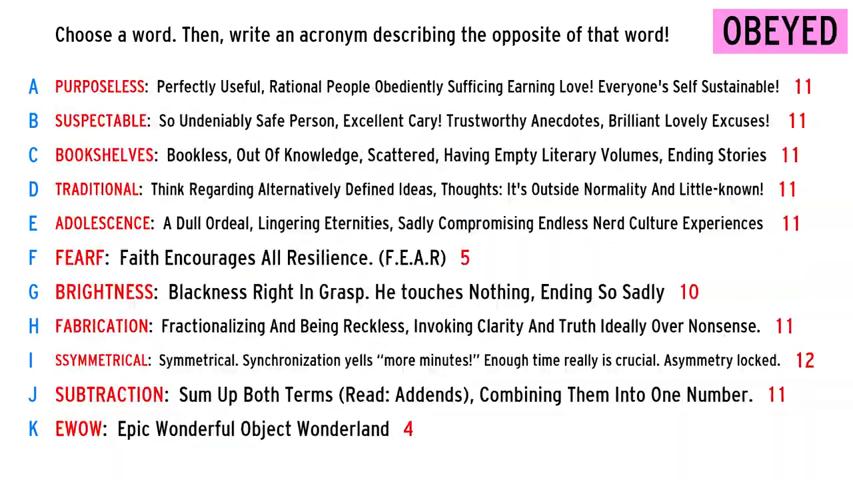 Choose a word. Then, write an acronym describing the opposite of that word!
OBEYED
A PURPOSELESS: Perfectly Useful, Rational People Obediently Sufficing Earning Love! Everyone's Self Sustainable! 11
B SUSPECTABLE: So Undeniably Safe Person, Excellent Cary! Trustworthy Anecdotes, Brilliant Lovely Excuses! 11
C BOOKSHELVES: Bookless, Out Of Knowledge, Scattered, Having Empty Literary Volumes, Ending Stories 11
D TRADITIONAL: Think Regarding Alternatively Defined Ideas, Thoughts: It's Outside Normality And Little-known! 11
E ADOLESCENCE: A Dull Ordeal, Lingering Eternities, Sadly Compromising Endless Nerd Culture Experiences 11
F FEARF: Faith Encourages All Resilience. (F.E.A.R) 5
G BRIGHTNESS: Blackness Right In Grasp. He touches Nothing, Ending So Sadly 10
H FABRICATION: Fractionalizing And Being Reckless, Invoking Clarity And Truth Ideally Over Nonsense. 11
I SSYMMETRICAL: Symmetrical. Synchronization yells “more minutes!” Enough time really is crucial. Asymmetry locked. 12
J SUBTRACTION: Sum Up Both Terms (Read: Addends), Combining Them Into One Number. 11
K EWOW: Epic Wonderful Object Wonderland 4